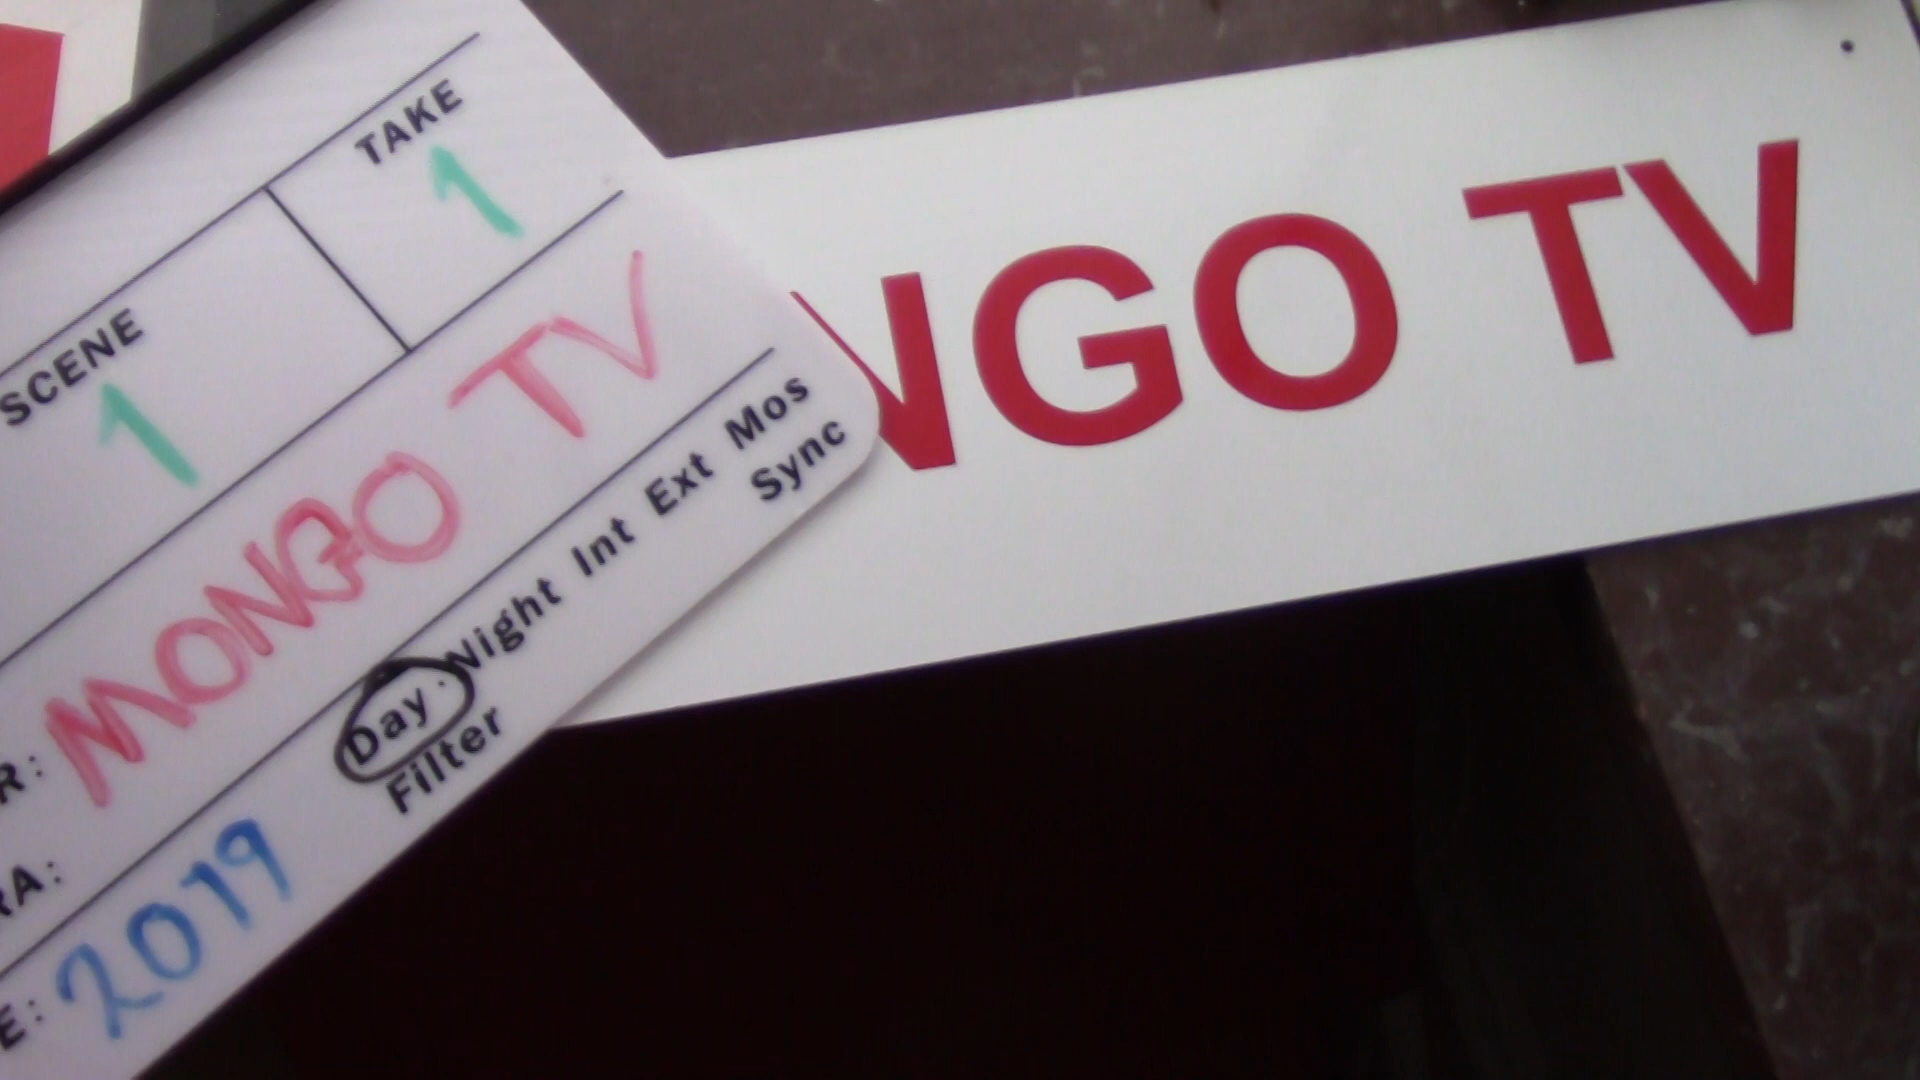 SCENE TAKE
1 1
R: MONGO TV
RA:
Day Night Int Ext Mos
Filter Sync
E: 2019
NGO TV